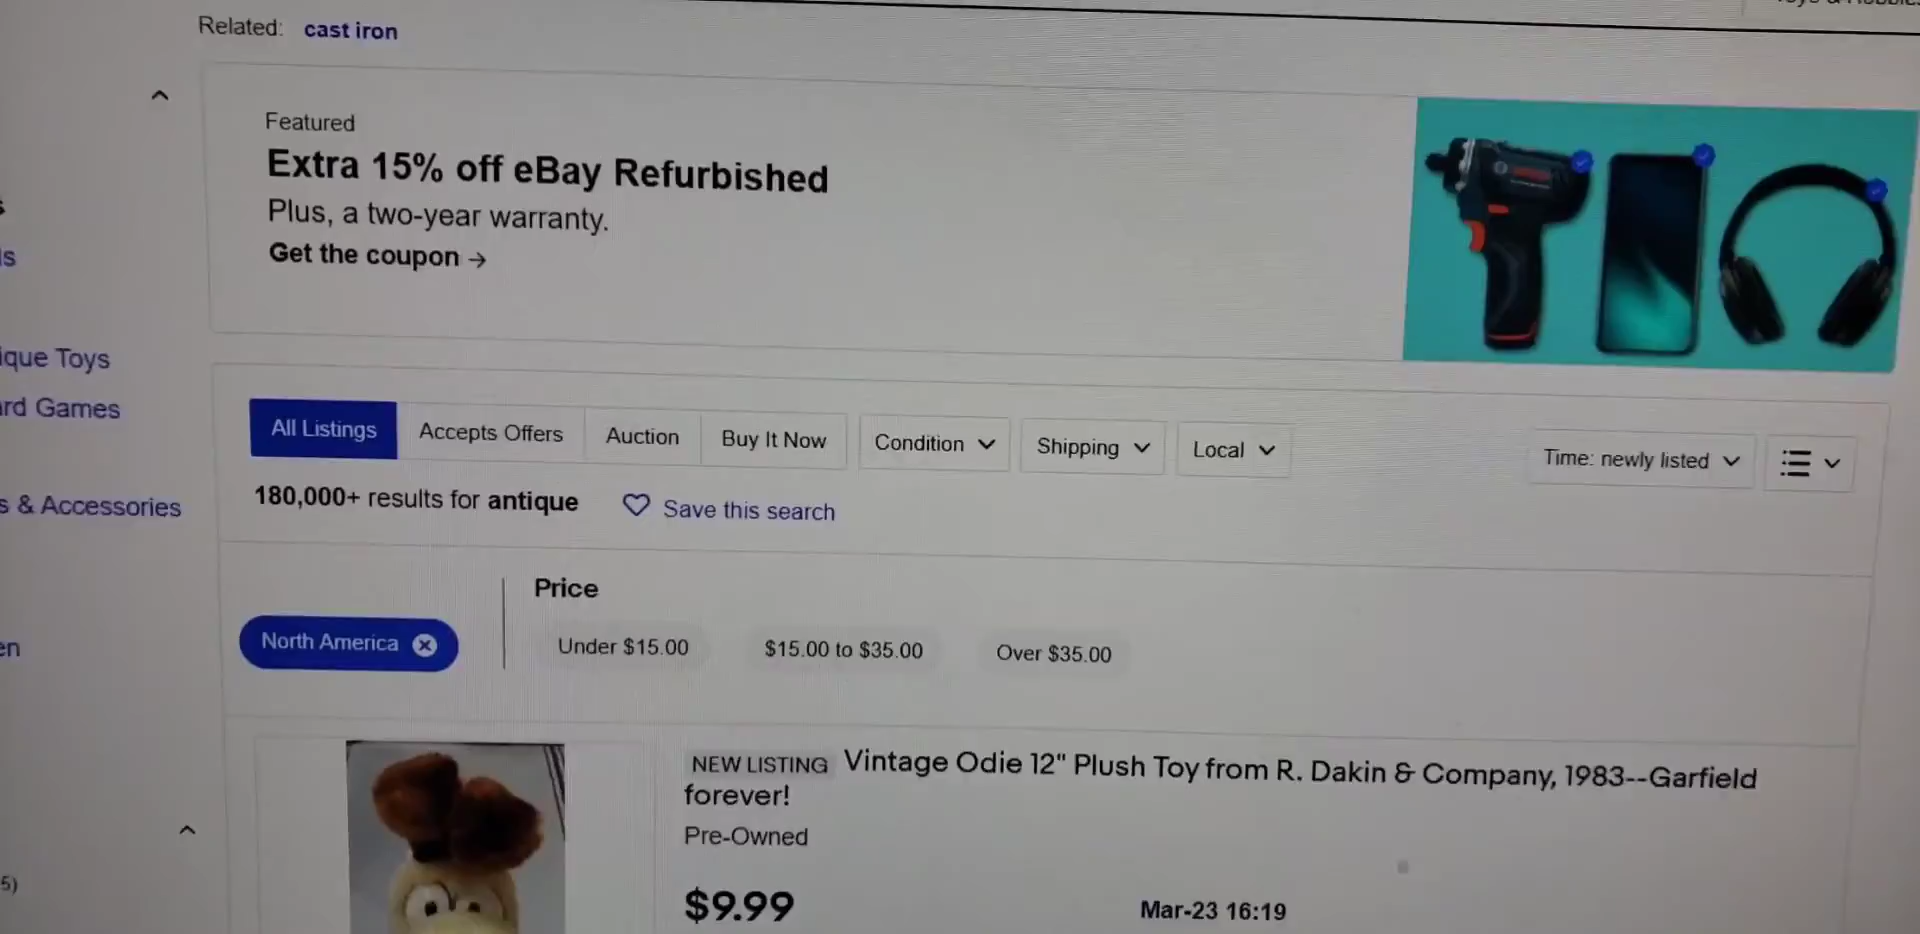 Related: cast iron
Featured
Extra 15% off eBay Refurbished
Plus, a two-year warranty.
Get the coupon →
ique Toys
ard Games
s & Accessories
en
5)
All Listings Accepts Offers Auction Buy It Now Condition Shipping Local Time: newly listed
180,000+ results for antique Save this search
Price
North America Under $15.00 $15.00 to $35.00 Over $35.00
NEW LISTING Vintage Odie 12" Plush Toy from R. Dakin & Company, 1983--Garfield
forever!
Pre-Owned
$9.99 Mar-23 16:19